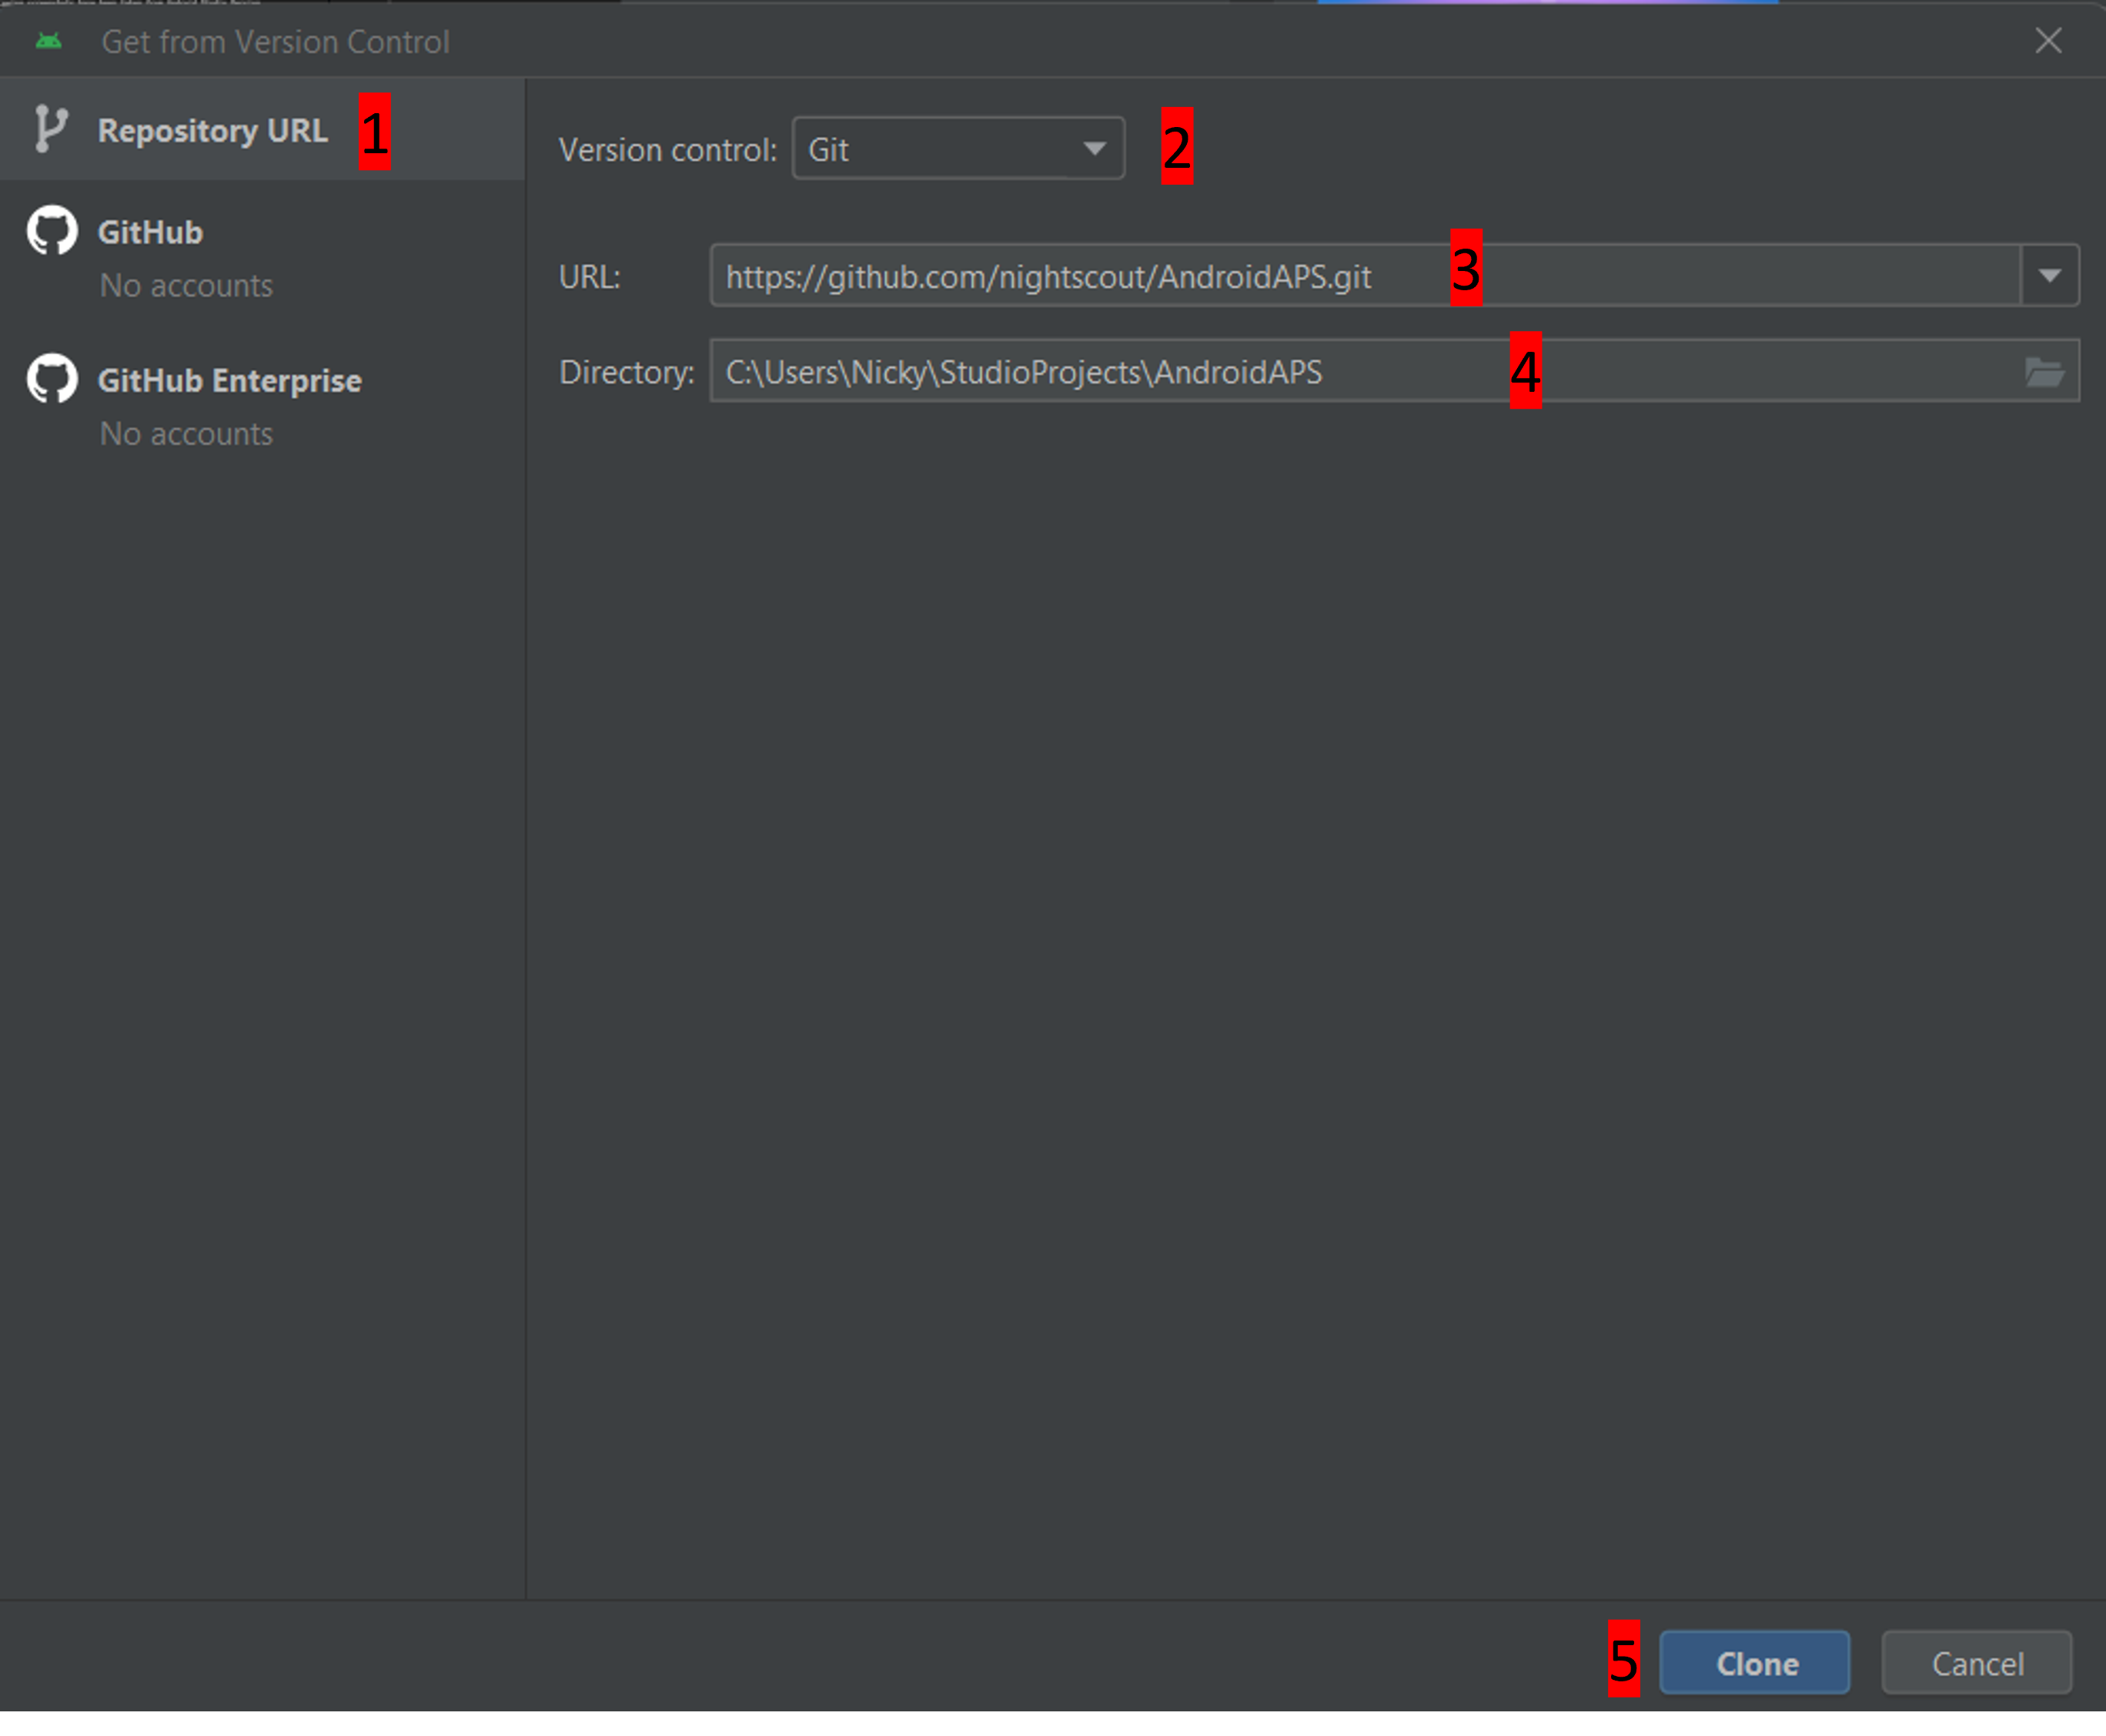 Get from Version Control
Repository URL 1
GitHub
No accounts
GitHub Enterprise
No accounts
Version control: Git 2
URL: https://github.com/nightscout/AndroidAPS.git 3
Directory: C:\Users\Nicky\StudioProjects\AndroidAPS 4
5 Clone Cancel